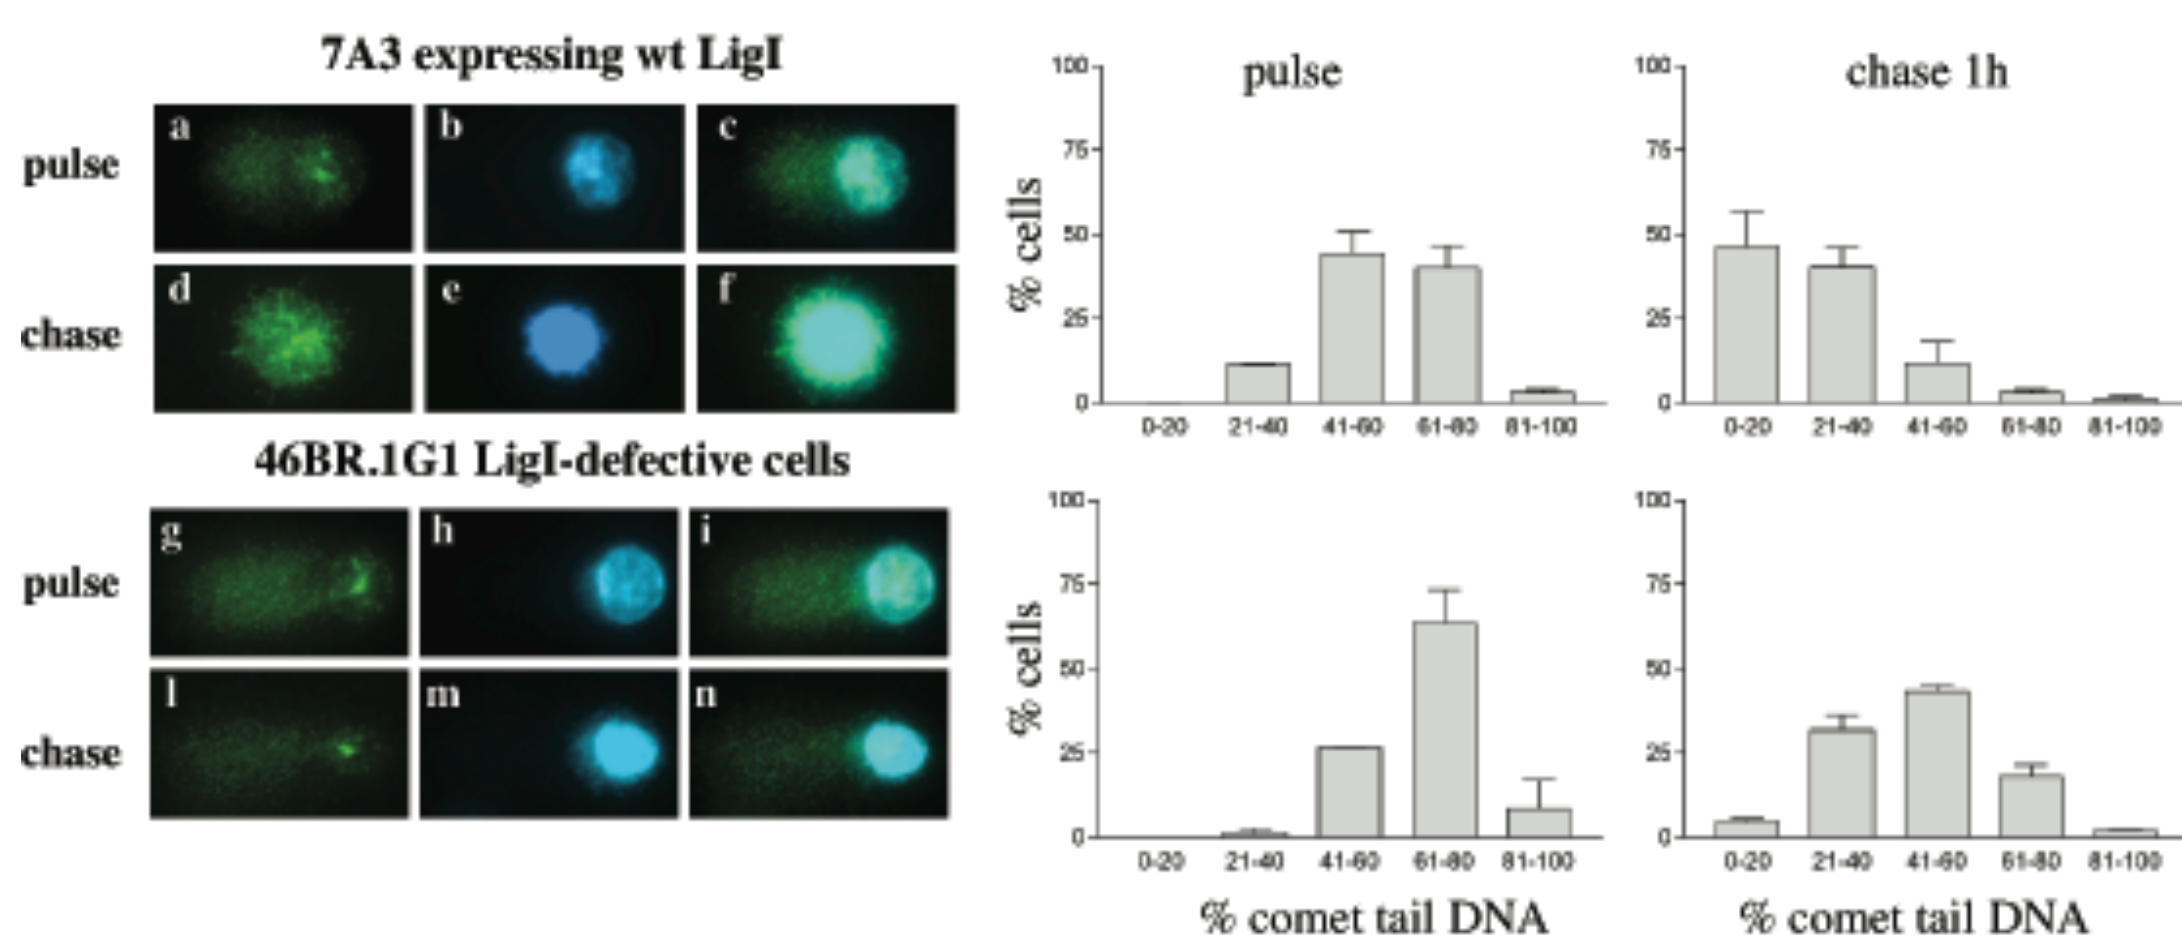 7A3 expressing wt LigI
pulse
a
b
c
chase
d
e
f
46BR.1G1 LigI-defective cells
pulse
g
h
i
chase
l
m
n
pulse
% cells
100
75
50
25
0
0-20 21-40 41-60 61-80 81-100
chase 1h
100
75
50
25
0
0-20 21-40 41-60 61-80 81-100
% cells
100
75
50
25
0
0-20 21-40 41-60 61-80 81-100
% comet tail DNA
100
75
50
25
0
0-20 21-40 41-60 61-80 81-100
% comet tail DNA